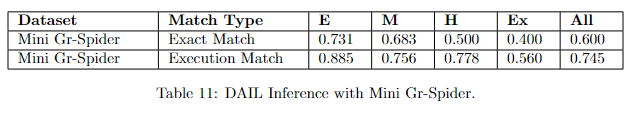 Dataset Match Type E M H Ex All
Mini Gr-Spider Exact Match 0.731 0.683 0.500 0.400 0.600
Mini Gr-Spider Execution Match 0.885 0.756 0.778 0.560 0.745
Table 11: DAIL Inference with Mini Gr-Spider.